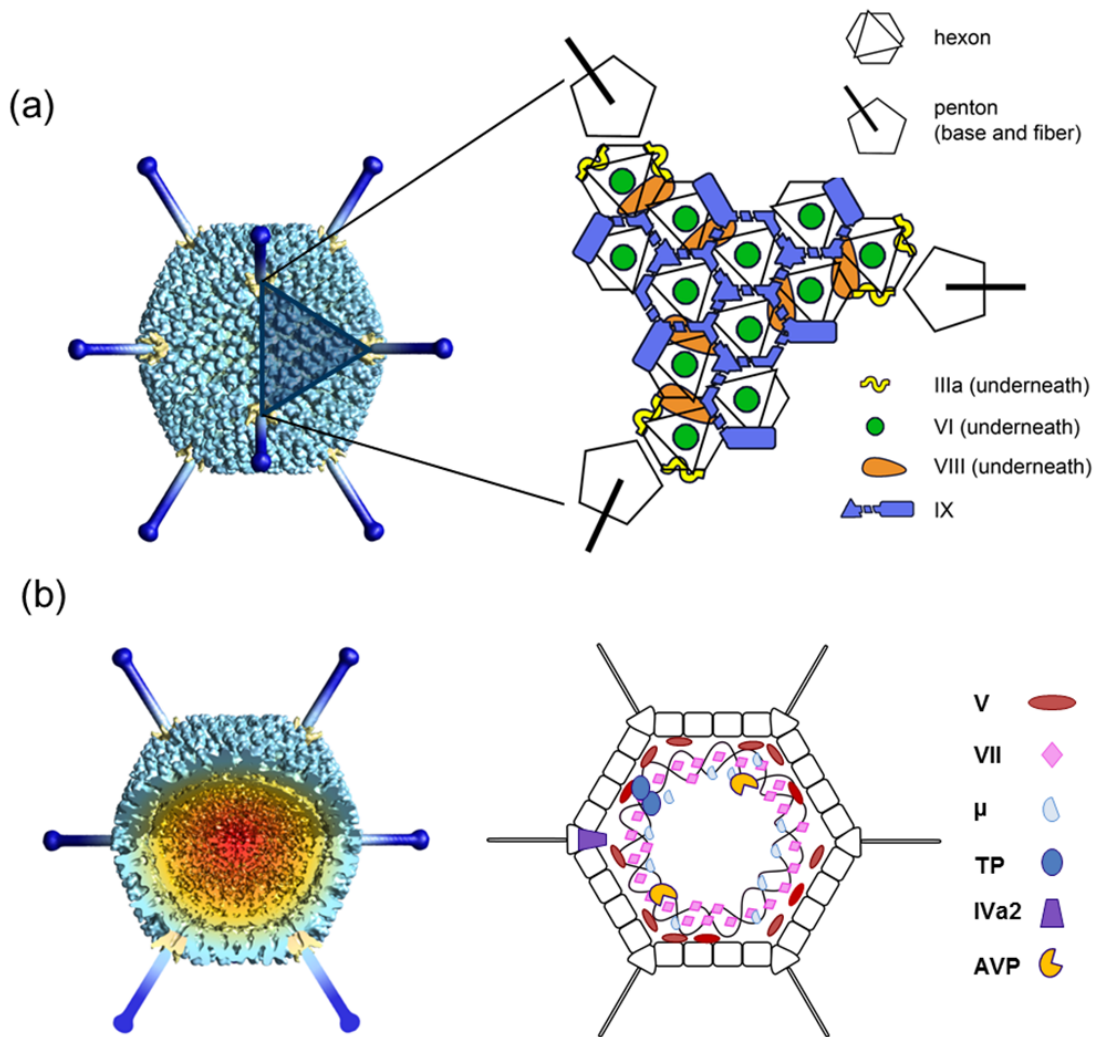 (a)
hexon
penton
(base and fiber)
IIIa (underneath)
VI (underneath)
VIII (underneath)
IX
(b)
V
VII
µ
TP
IVa2
AVP